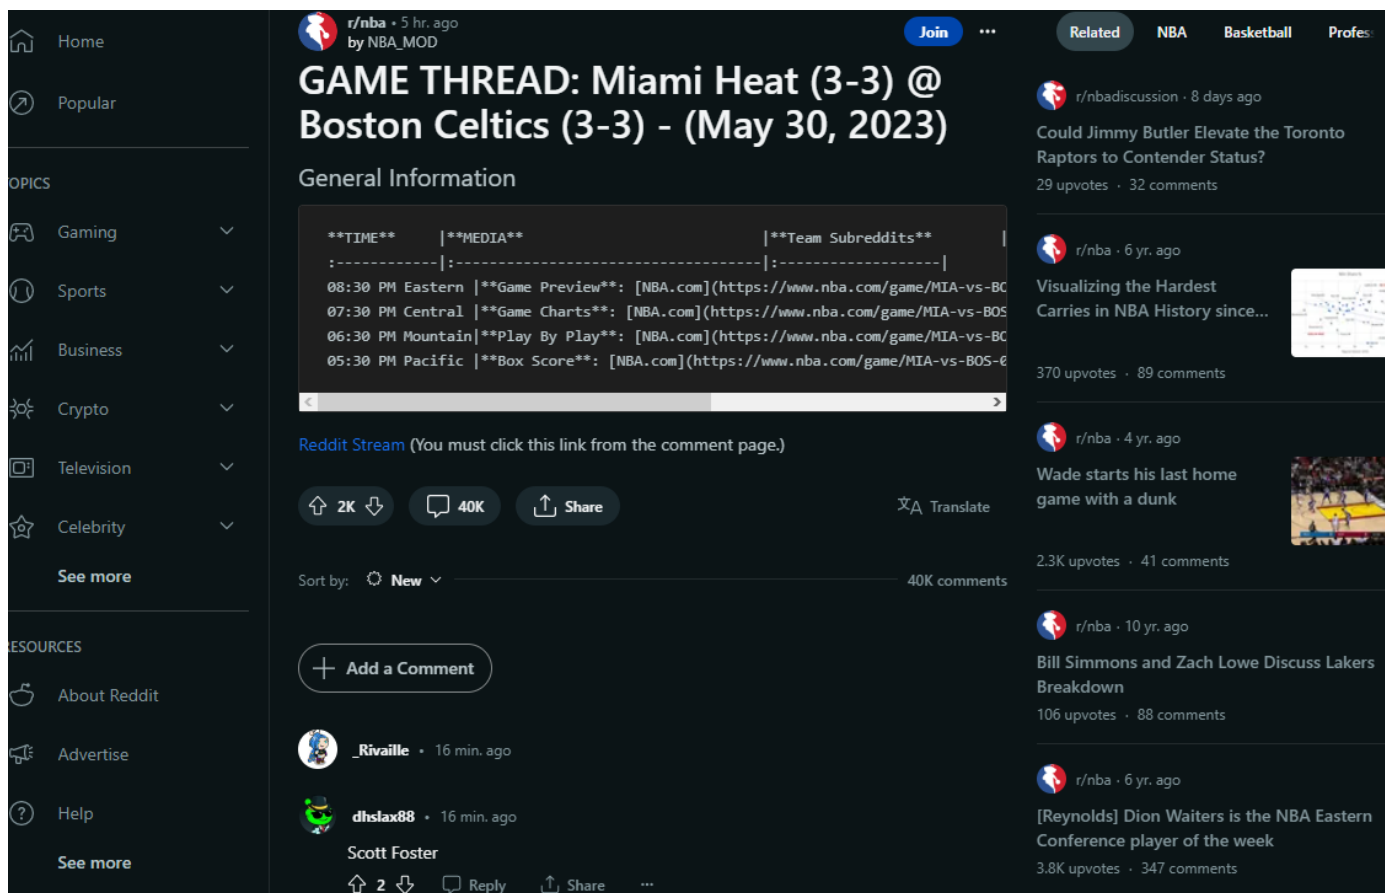 Home
Popular
TOPICS
Gaming
Sports
Business
Crypto
Television
Celebrity
See more
RESOURCES
About Reddit
Advertise
Help
See more
r/nba • 5 hr. ago
by NBA_MOD
Join
GAME THREAD: Miami Heat (3-3) @
Boston Celtics (3-3) - (May 30, 2023)
General Information
**TIME** |**MEDIA** |**Team Subreddits** |
:-----------|:------------------------------------|:-------------------|
08:30 PM Eastern |**Game Preview**: [NBA.com](https://www.nba.com/game/MIA-vs-BO
07:30 PM Central |**Game Charts**: [NBA.com](https://www.nba.com/game/MIA-vs-BOS
06:30 PM Mountain|**Play By Play**: [NBA.com](https://www.nba.com/game/MIA-vs-BO
05:30 PM Pacific |**Box Score**: [NBA.com](https://www.nba.com/game/MIA-vs-BOS-0
Reddit Stream (You must click this link from the comment page.)
2K
40K
Share
Translate
Sort by: New
40K comments
Add a Comment
_Rivaille • 16 min. ago
dhslax88 • 16 min. ago
Scott Foster
2
Reply
Share
Related
NBA
Basketball
Profes
r/nbadiscussion · 8 days ago
Could Jimmy Butler Elevate the Toronto
Raptors to Contender Status?
29 upvotes · 32 comments
r/nba · 6 yr. ago
Visualizing the Hardest
Carries in NBA History since...
370 upvotes · 89 comments
r/nba · 4 yr. ago
Wade starts his last home
game with a dunk
2.3K upvotes · 41 comments
r/nba · 10 yr. ago
Bill Simmons and Zach Lowe Discuss Lakers
Breakdown
106 upvotes · 88 comments
r/nba · 6 yr. ago
[Reynolds] Dion Waiters is the NBA Eastern
Conference player of the week
3.8K upvotes · 347 comments